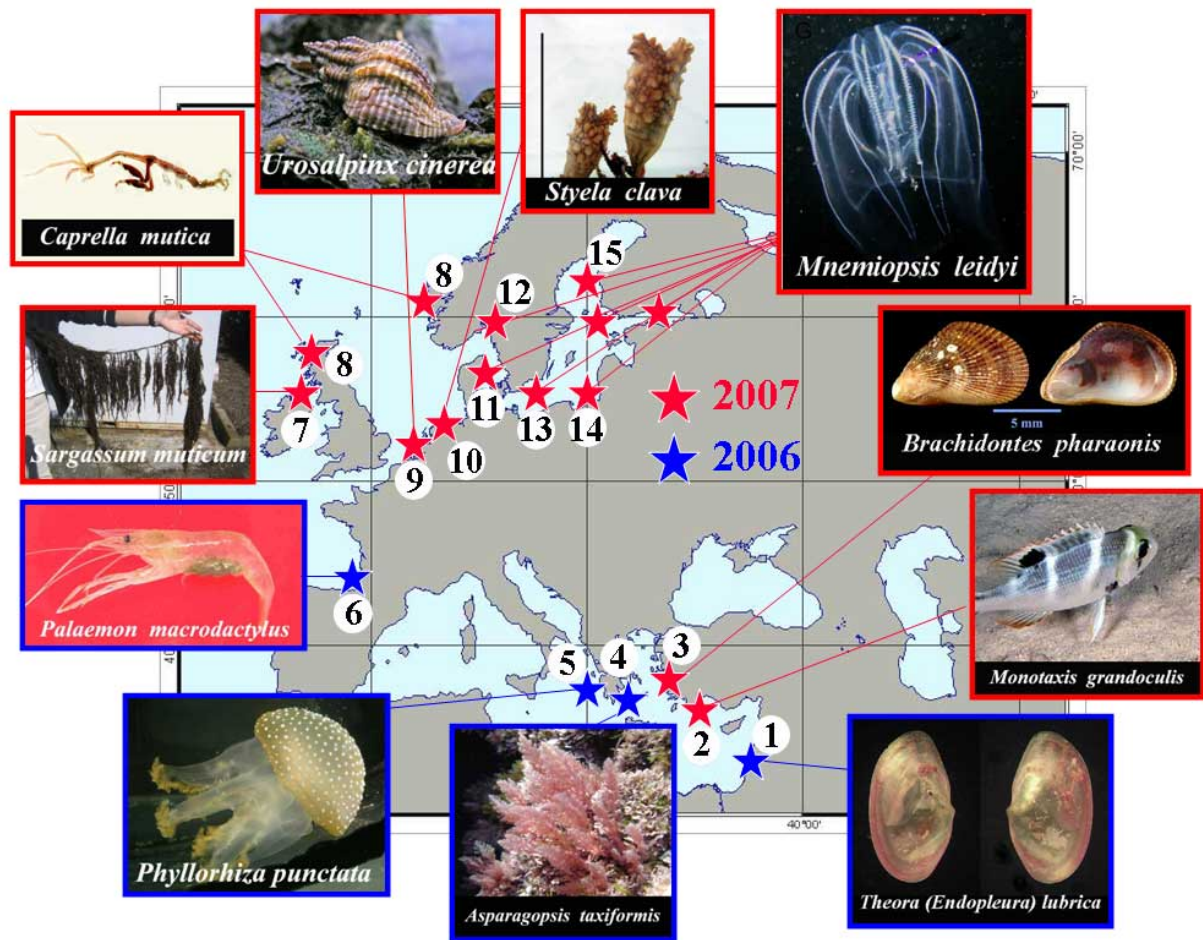 G
Urosalpinx cinerea
Styela clava
Mnemiopsis leidyi
Caprella mutica
70°00'
15
8
12
Sargassum muticum
8
7
11
13
14
2007
9
10
2006
Brachidontes pharaonis
5 mm
Palaemon macrodactylus
6
Monotaxis grandoculis
5
4
3
2
1
40°00'
Phyllorhiza punctata
Asparagopsis taxiformis
Theora (Endopleura) lubrica